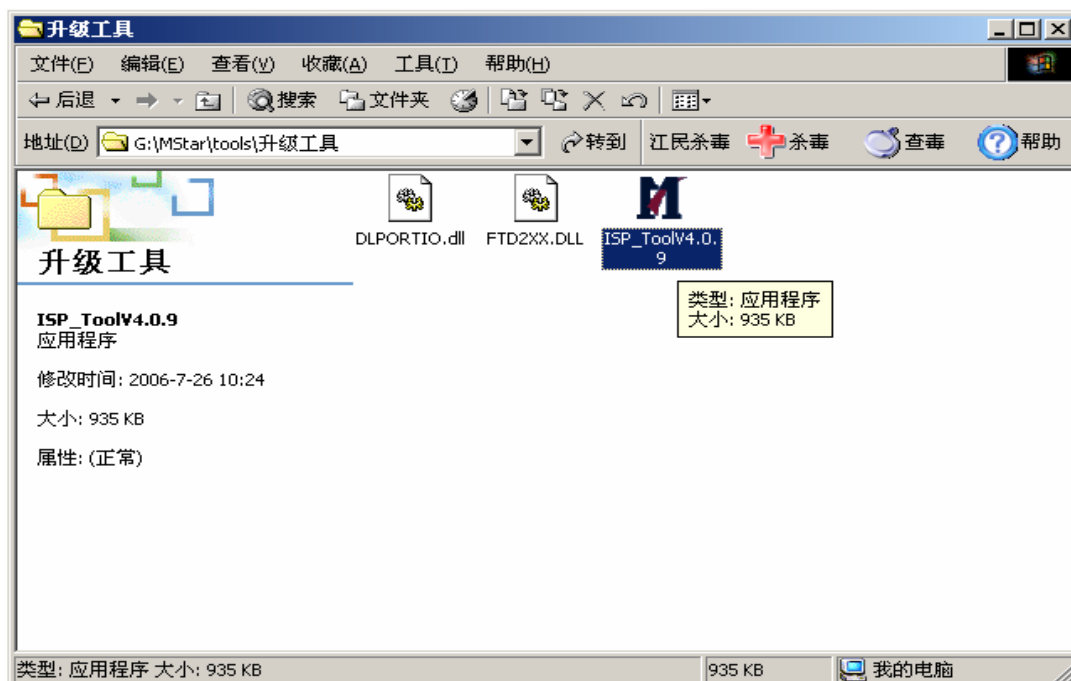 升级工具
文件(F) 编辑(E) 查看(V) 收藏(A) 工具(T) 帮助(H)
后退 搜索 文件夹
地址(D) G:\MStar\tools\升级工具 转到 江民杀毒 杀毒 查毒 帮助
DLPORTIO.dll FTD2XX.DLL ISP_ToolV4.0.
9
升级工具
类型: 应用程序
大小: 935 KB
ISP_ToolV4.0.9
应用程序
修改时间: 2006-7-26 10:24
大小: 935 KB
属性: (正常)
类型: 应用程序 大小: 935 KB 935 KB 我的电脑